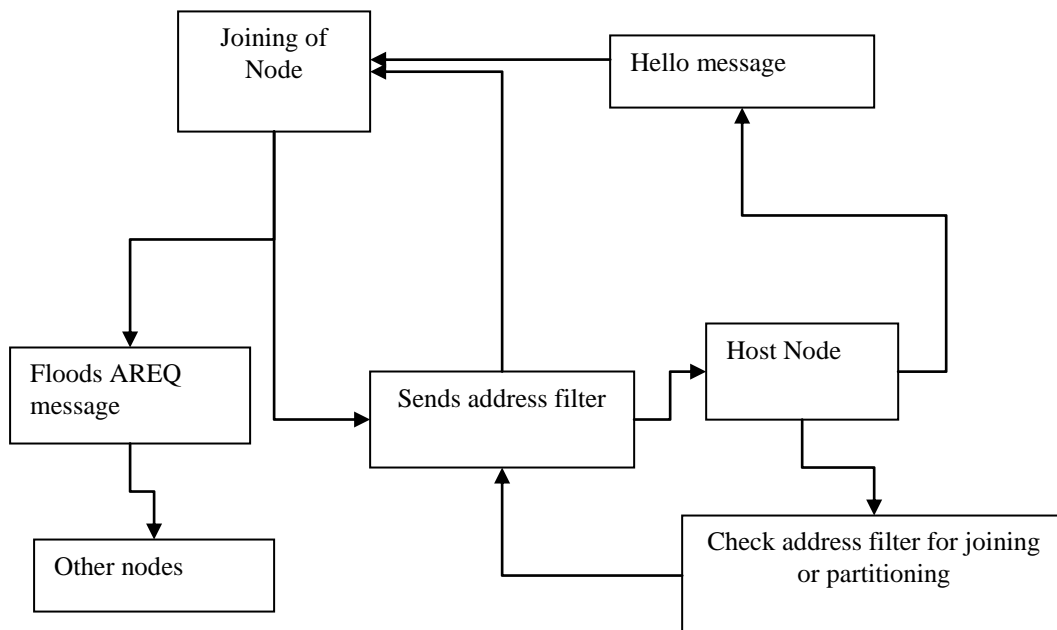 Joining of
Node
Hello message
Host Node
Floods AREQ
message
Sends address filter
Check address filter for joining
or partitioning
Other nodes